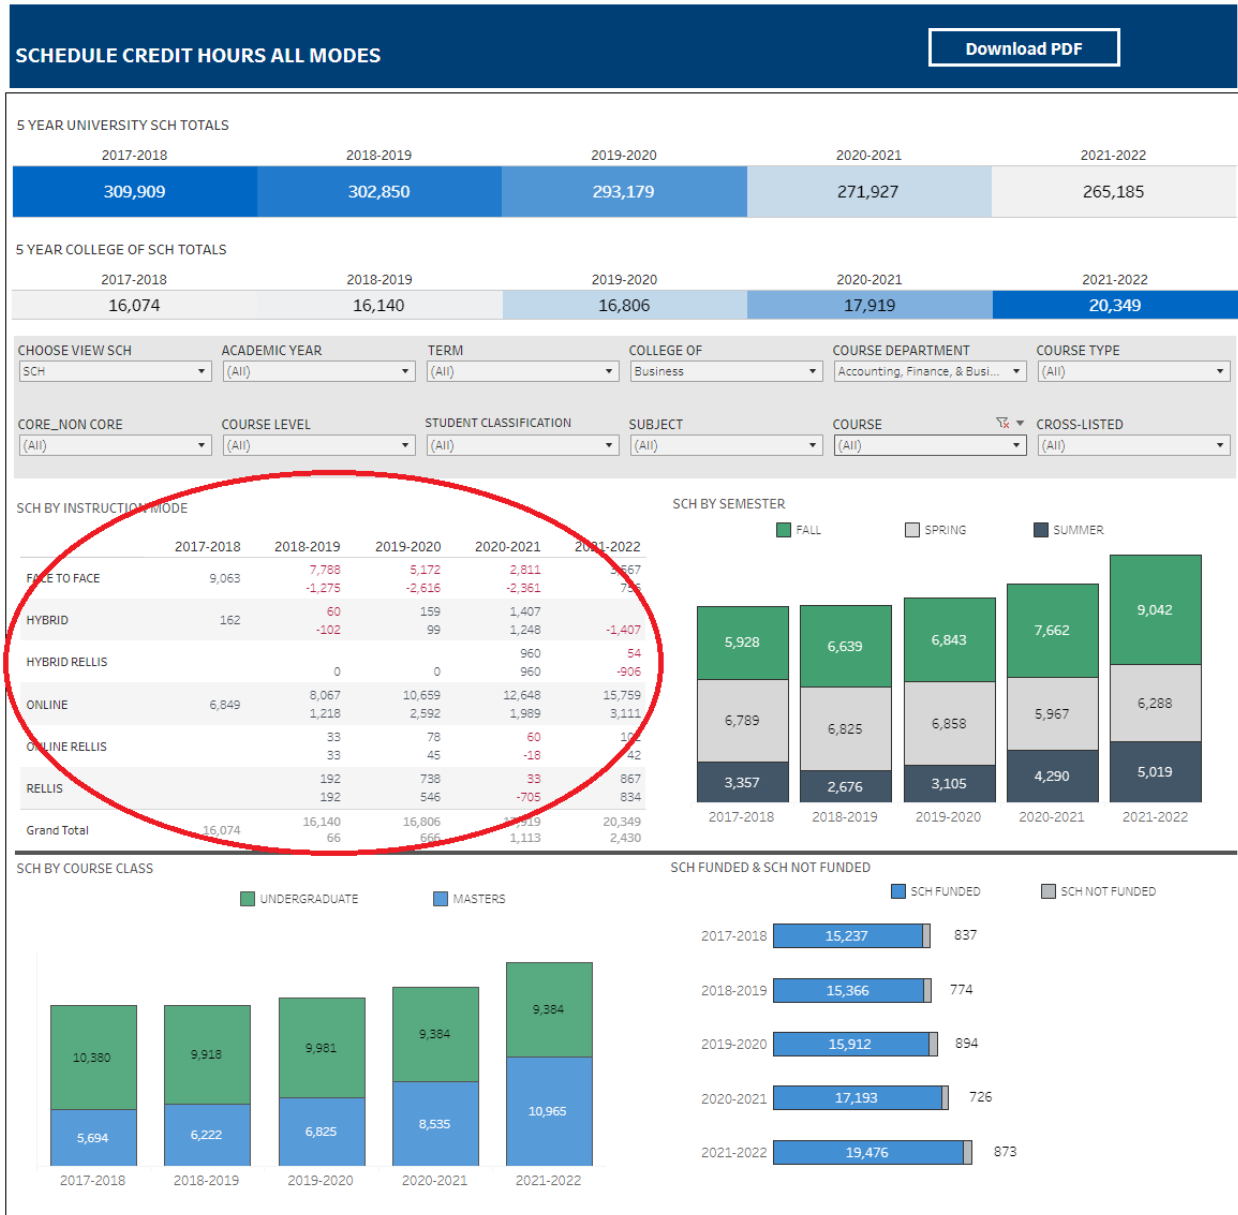 SCHEDULE CREDIT HOURS ALL MODES
Download PDF
5 YEAR UNIVERSITY SCH TOTALS
2017-2018 2018-2019 2019-2020 2020-2021 2021-2022
309,909 302,850 293,179 271,927 265,185
5 YEAR COLLEGE OF SCH TOTALS
2017-2018 2018-2019 2019-2020 2020-2021 2021-2022
16,074 16,140 16,806 17,919 20,349
CHOOSE VIEW SCH ACADEMIC YEAR TERM COLLEGE OF COURSE DEPARTMENT COURSE TYPE
SCH (All) (All) Business Accounting, Finance, & Busi... (All)
CORE_NON CORE COURSE LEVEL STUDENT CLASSIFICATION SUBJECT COURSE CROSS-LISTED
(All) (All) (All) (All) (All) (All)
SCH BY INSTRUCTION MODE
2017-2018 2018-2019 2019-2020 2020-2021 2021-2022
FACE TO FACE 9,063 7,788 5,172 2,811 3,567
-1,275 -2,616 -2,361 756
HYBRID 162 60 159 1,407
-102 99 1,248 -1,407
HYBRID RELLIS 960 54
0 0 960 -906
ONLINE 6,849 8,067 10,659 12,648 15,759
1,218 2,592 1,989 3,111
ONLINE RELLIS 33 78 60 102
33 45 -18 42
RELLIS 192 738 33 867
192 546 -705 834
Grand Total 16,074 16,140 16,806 17,919 20,349
66 666 1,113 2,430
SCH BY SEMESTER
FALL SPRING SUMMER
5,928 6,639 6,843 7,662 9,042
6,789 6,825 6,858 5,967 6,288
3,357 2,676 3,105 4,290 5,019
2017-2018 2018-2019 2019-2020 2020-2021 2021-2022
SCH BY COURSE CLASS
UNDERGRADUATE MASTERS
10,380 9,918 9,981 9,384 9,384
5,694 6,222 6,825 8,535 10,965
2017-2018 2018-2019 2019-2020 2020-2021 2021-2022
SCH FUNDED & SCH NOT FUNDED
SCH FUNDED SCH NOT FUNDED
2017-2018 15,237 837
2018-2019 15,366 774
2019-2020 15,912 894
2020-2021 17,193 726
2021-2022 19,476 873